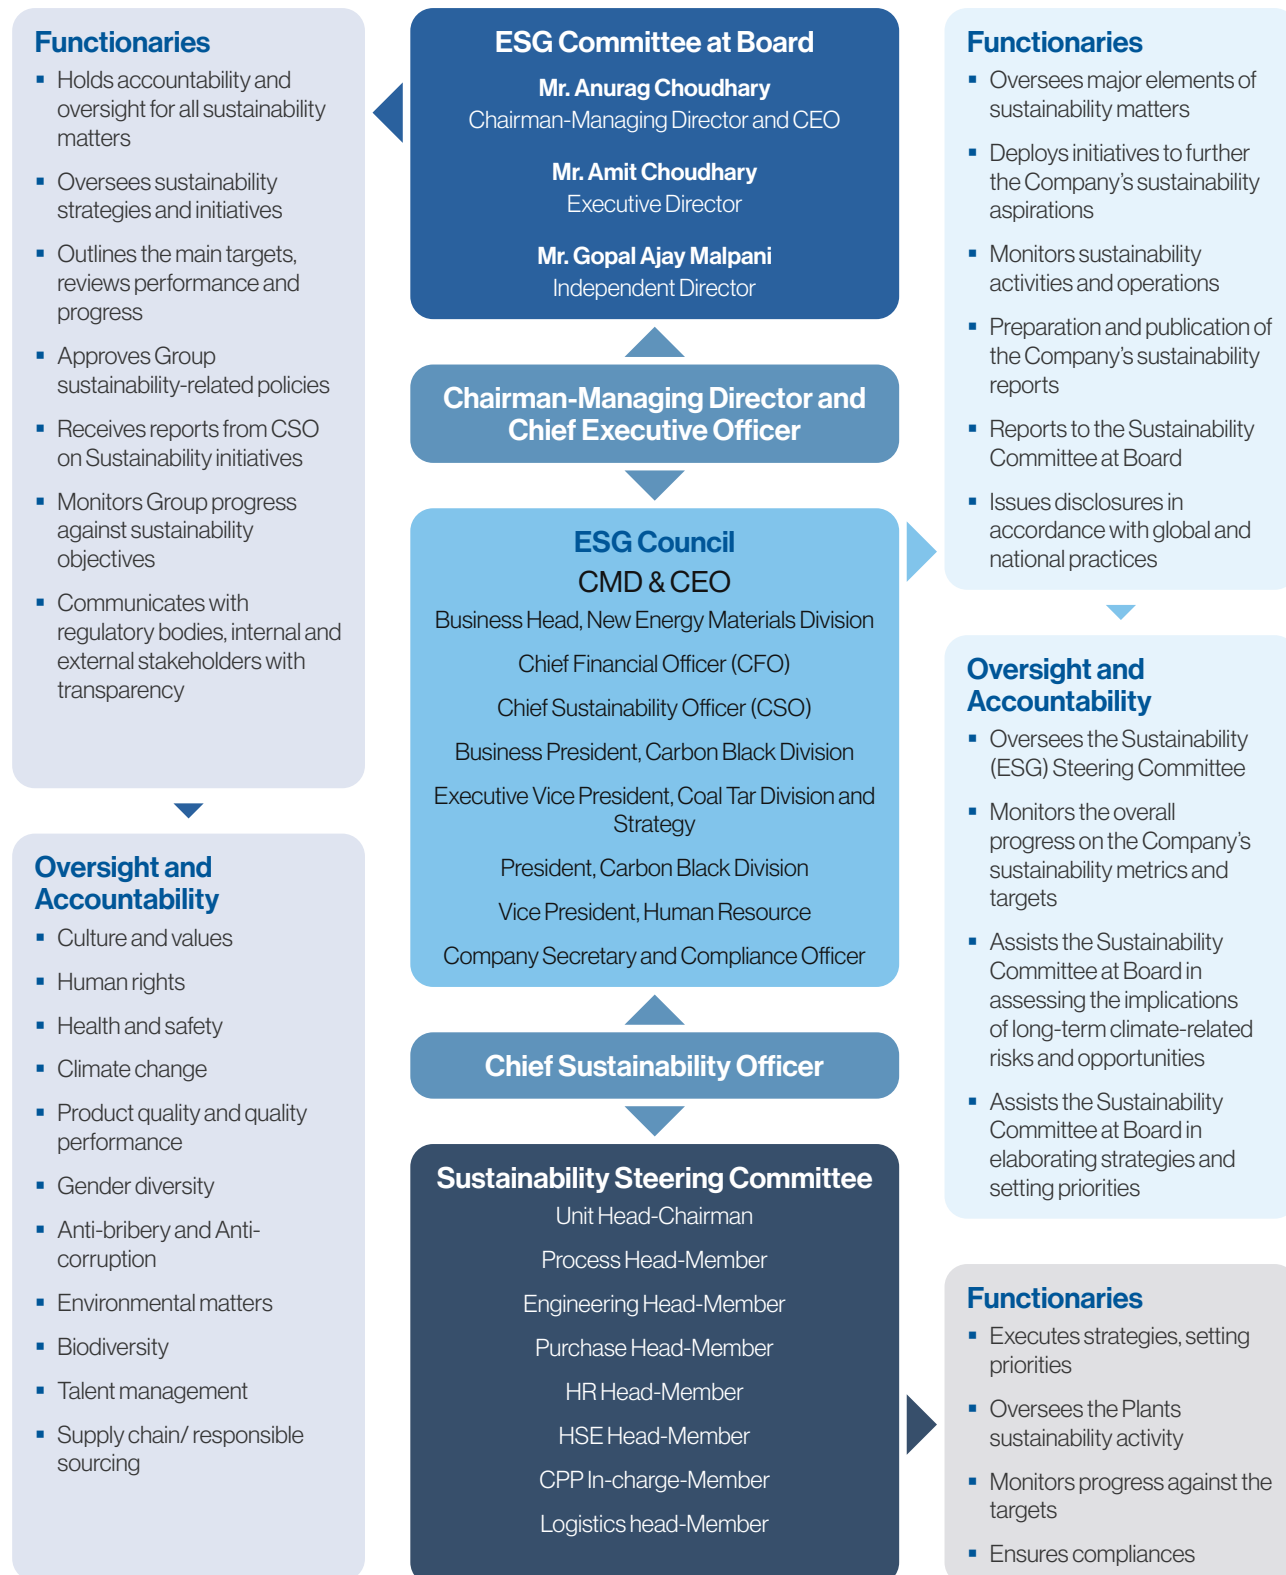 Functionaries
▪ Holds accountability and
oversight for all sustainability
matters
▪ Oversees sustainability
strategies and initiatives
▪ Outlines the main targets,
reviews performance and
progress
▪ Approves Group
sustainability-related policies
▪ Receives reports from CSO
on Sustainability initiatives
▪ Monitors Group progress
against sustainability
objectives
▪ Communicates with
regulatory bodies, internal and
external stakeholders with
transparency
Oversight and
Accountability
▪ Culture and values
▪ Human rights
▪ Health and safety
▪ Climate change
▪ Product quality and quality
performance
▪ Gender diversity
▪ Anti-bribery and Anti-
corruption
▪ Environmental matters
▪ Biodiversity
▪ Talent management
▪ Supply chain/ responsible
sourcing
ESG Committee at Board
Mr. Anurag Choudhary
Chairman-Managing Director and CEO
Mr. Amit Choudhary
Executive Director
Mr. Gopal Ajay Malpani
Independent Director
Chairman-Managing Director and
Chief Executive Officer
ESG Council
CMD & CEO
Business Head, New Energy Materials Division
Chief Financial Officer (CFO)
Chief Sustainability Officer (CSO)
Business President, Carbon Black Division
Executive Vice President, Coal Tar Division and
Strategy
President, Carbon Black Division
Vice President, Human Resource
Company Secretary and Compliance Officer
Chief Sustainability Officer
Sustainability Steering Committee
Unit Head-Chairman
Process Head-Member
Engineering Head-Member
Purchase Head-Member
HR Head-Member
HSE Head-Member
CPP In-charge-Member
Logistics head-Member
Functionaries
▪ Oversees major elements of
sustainability matters
▪ Deploys initiatives to further
the Company's sustainability
aspirations
▪ Monitors sustainability
activities and operations
▪ Preparation and publication of
the Company's sustainability
reports
▪ Reports to the Sustainability
Committee at Board
▪ Issues disclosures in
accordance with global and
national practices
Oversight and
Accountability
▪ Oversees the Sustainability
(ESG) Steering Committee
▪ Monitors the overall
progress on the Company's
sustainability metrics and
targets
▪ Assists the Sustainability
Committee at Board in
assessing the implications
of long-term climate-related
risks and opportunities
▪ Assists the Sustainability
Committee at Board in
elaborating strategies and
setting priorities
Functionaries
▪ Executes strategies, setting
priorities
▪ Oversees the Plants
sustainability activity
▪ Monitors progress against the
targets
▪ Ensures compliances